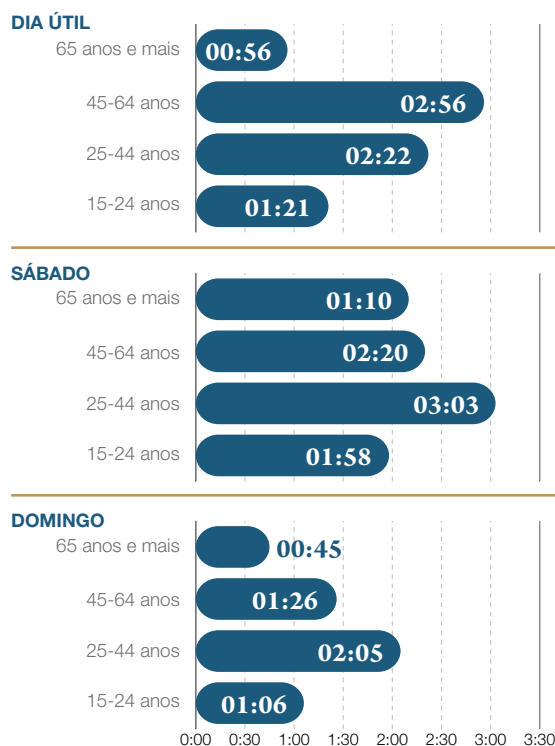 DIA ÚTIL
65 anos e mais 00:56
45-64 anos 02:56
25-44 anos 02:22
15-24 anos 01:21
SÁBADO
65 anos e mais 01:10
45-64 anos 02:20
25-44 anos 03:03
15-24 anos 01:58
DOMINGO
65 anos e mais 00:45
45-64 anos 01:26
25-44 anos 02:05
15-24 anos 01:06
0:00 0:30 1:00 1:30 2:00 2:30 3:00 3:30